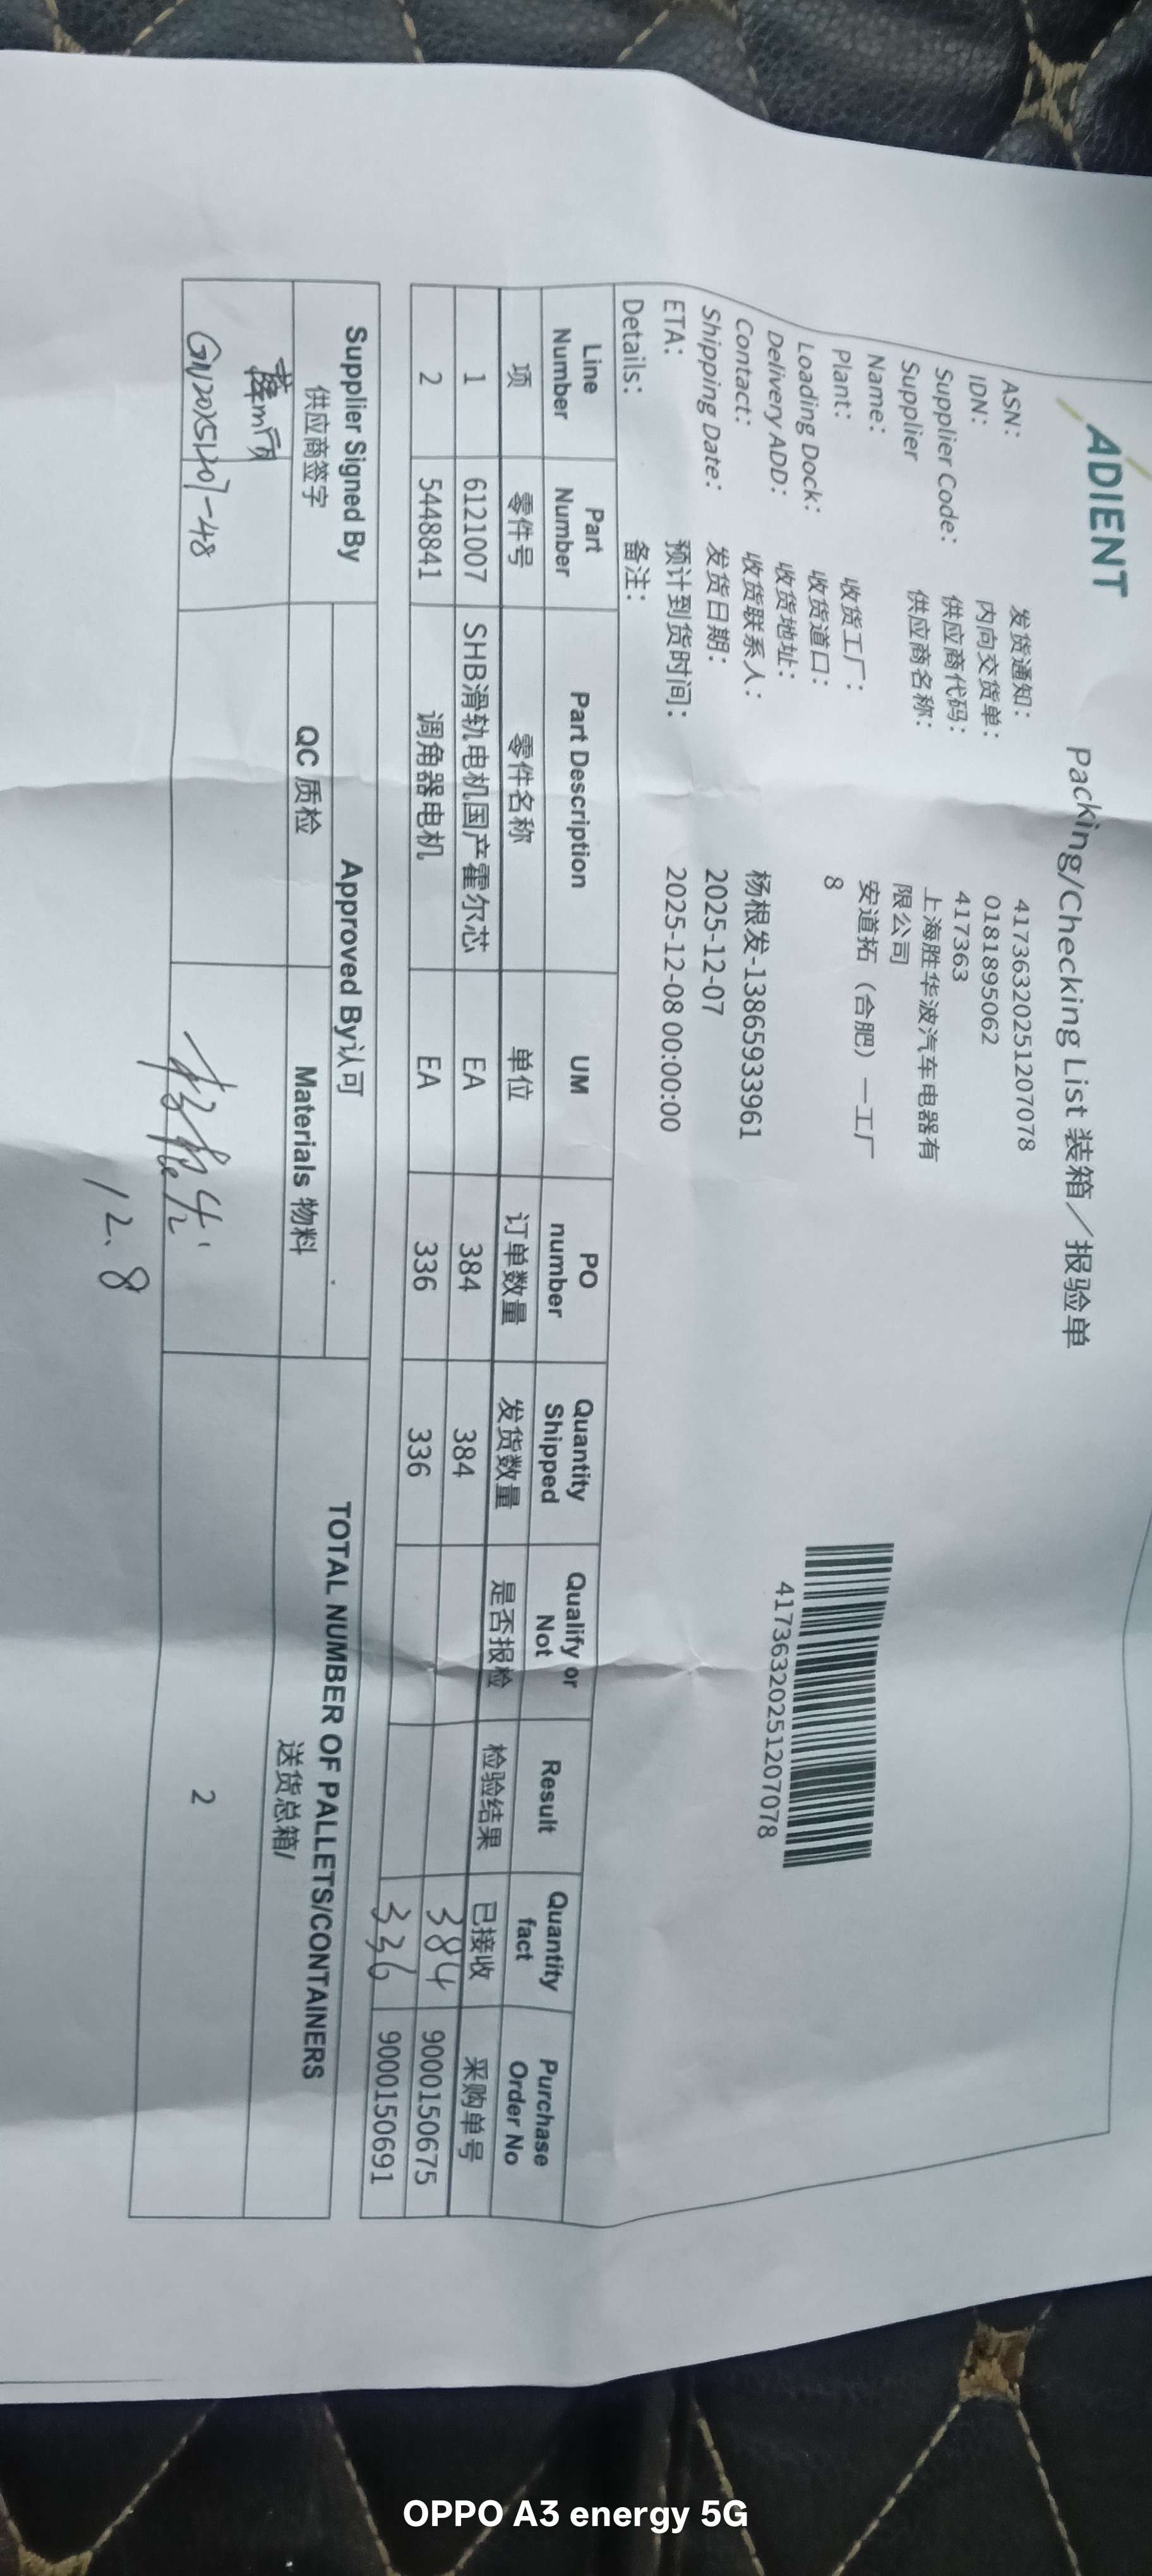 ADIENT
Packing/Checking List 装箱／报验单
ASN: 发货通知: 41736320251207078
IDN: 内向交货单: 0181895062
Supplier Code: 供应商代码: 417363
Supplier Name: 供应商名称: 上海胜华波汽车电器有限公司
Plant: 收货工厂: 安道拓（合肥）一工厂
Loading Dock: 收货道口: 8
Delivery ADD: 收货地址:
Contact: 收货联系人: 杨根发-13865933961
Shipping Date: 发货日期: 2025-12-07
ETA: 预计到货时间: 2025-12-08 00:00:00
Details: 备注:
41736320251207078
Line Number Part Number Part Description UM PO number Quantity Shipped Qualify or Not Result Quantity fact Purchase Order No
项 零件号 零件名称 单位 订单数量 发货数量 是否报检 检验结果 已接收 采购单号
1 6121007 SHB滑轨电机国产霍尔芯 EA 384 384 384 9000150675
2 5448841 调角器电机 EA 336 336 336 9000150691
Supplier Signed By Approved By认可 TOTAL NUMBER OF PALLETS/CONTAINERS
供应商签字 QC 质检 Materials 物料 送货总箱/
GN20251207-48 2
12.8
OPPO A3 energy 5G